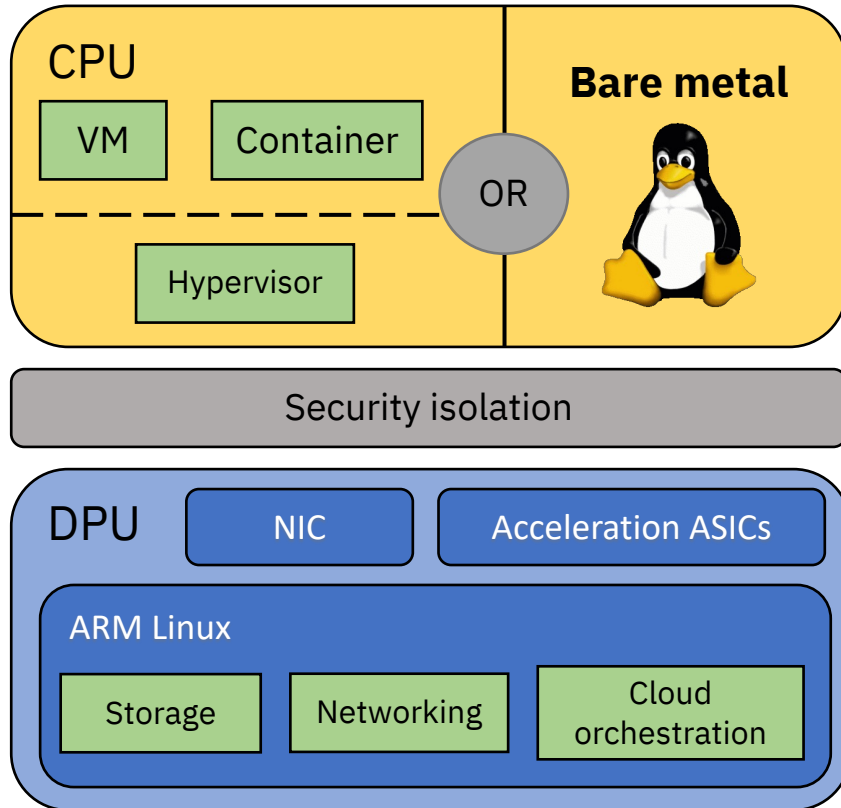 CPU
Bare metal
VM
Container
OR
Hypervisor
Security isolation
DPU
NIC
Acceleration ASICs
ARM Linux
Storage
Networking
Cloud
orchestration